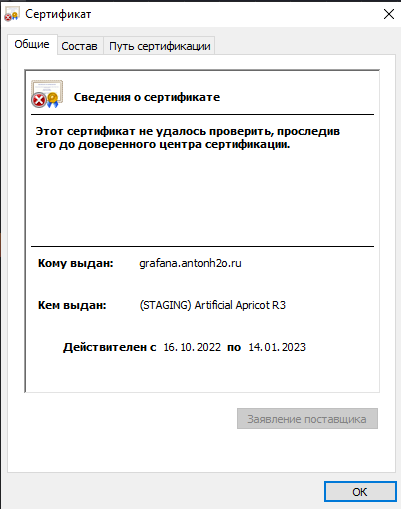 Сертификат
Общие Состав Путь сертификации
Сведения о сертификате
Этот сертификат не удалось проверить, проследив
его до доверенного центра сертификации.
Кому выдан: grafana.antonh2o.ru
Кем выдан: (STAGING) Artificial Apricot R3
Действителен с 16.10.2022 по 14.01.2023
Заявление поставщика
ОК